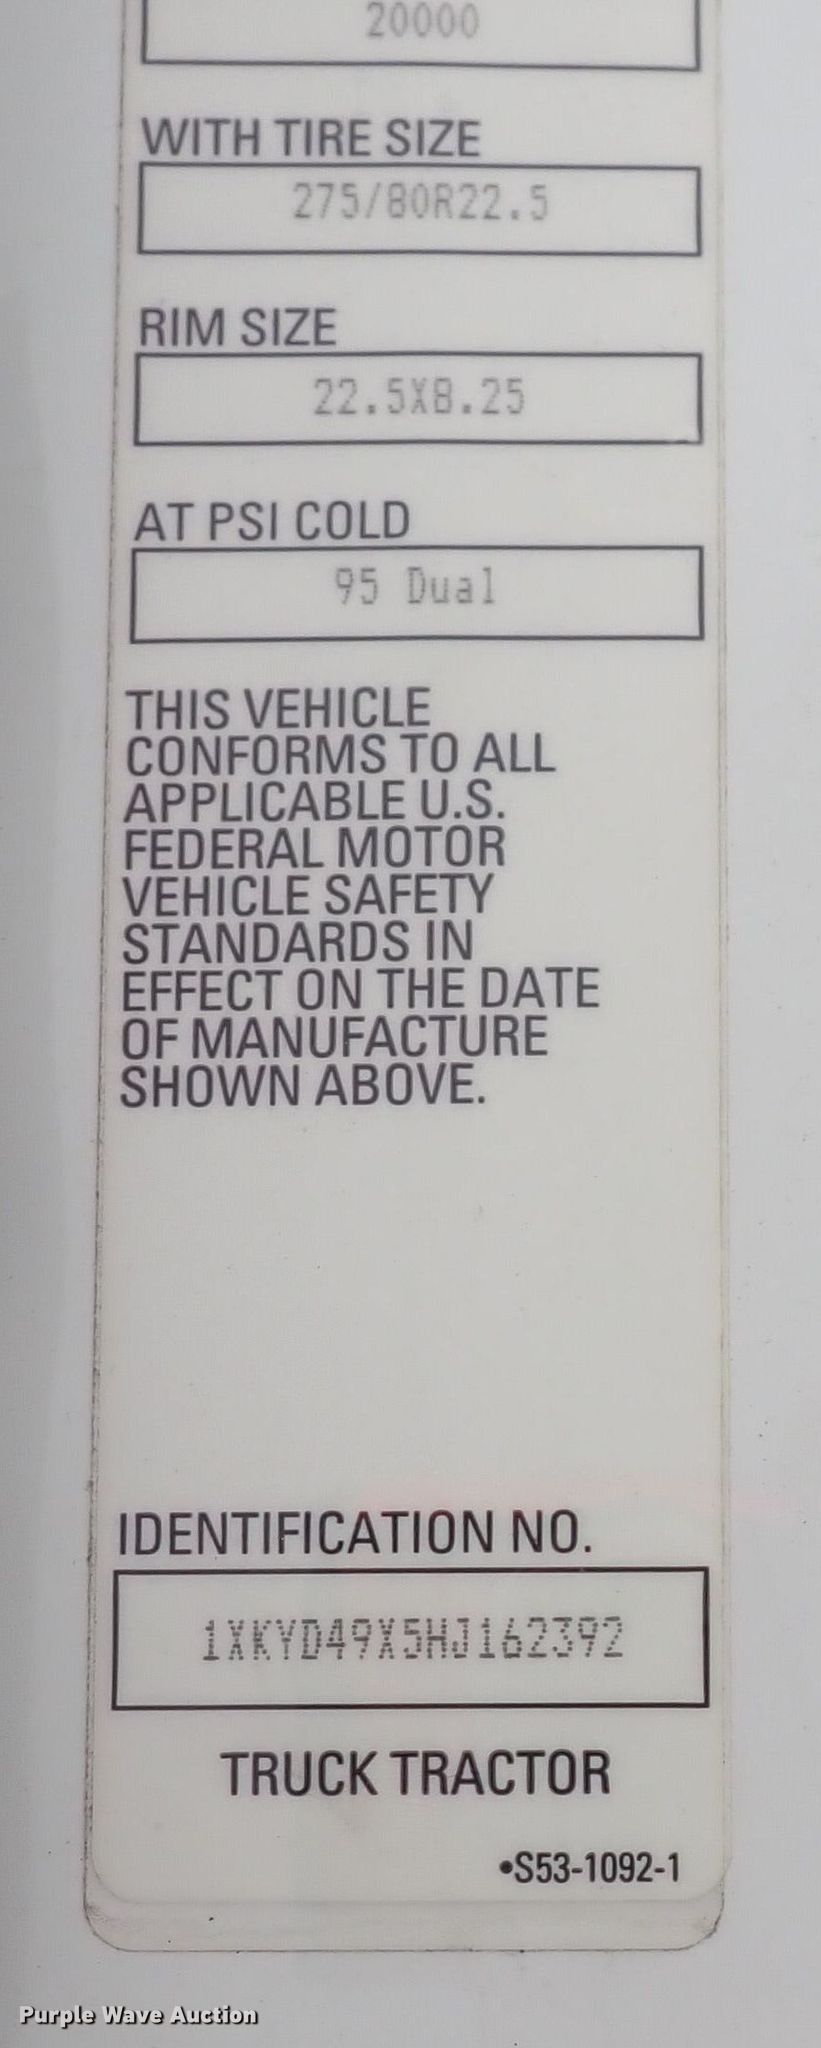 20000
WITH TIRE SIZE
275/80R22.5
RIM SIZE
22.5X8.25
AT PSI COLD
95 Dual
THIS VEHICLE
CONFORMS TO ALL
APPLICABLE U.S.
FEDERAL MOTOR
VEHICLE SAFETY
STANDARDS IN
EFFECT ON THE DATE
OF MANUFACTURE
SHOWN ABOVE.
IDENTIFICATION NO.
1XKYD49X5HJ162392
TRUCK TRACTOR
•S53-1092-1
Purple Wave Auction